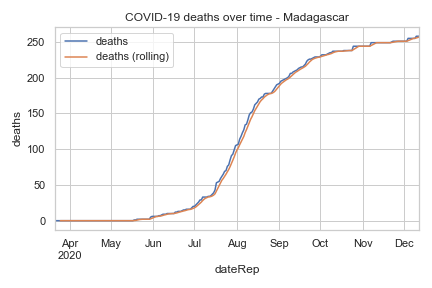 COVID-19 deaths over time - Madagascar
deaths
deaths (rolling)
deaths
250
200
150
100
50
0
Apr May Jun Jul Aug Sep Oct Nov Dec
2020
dateRep